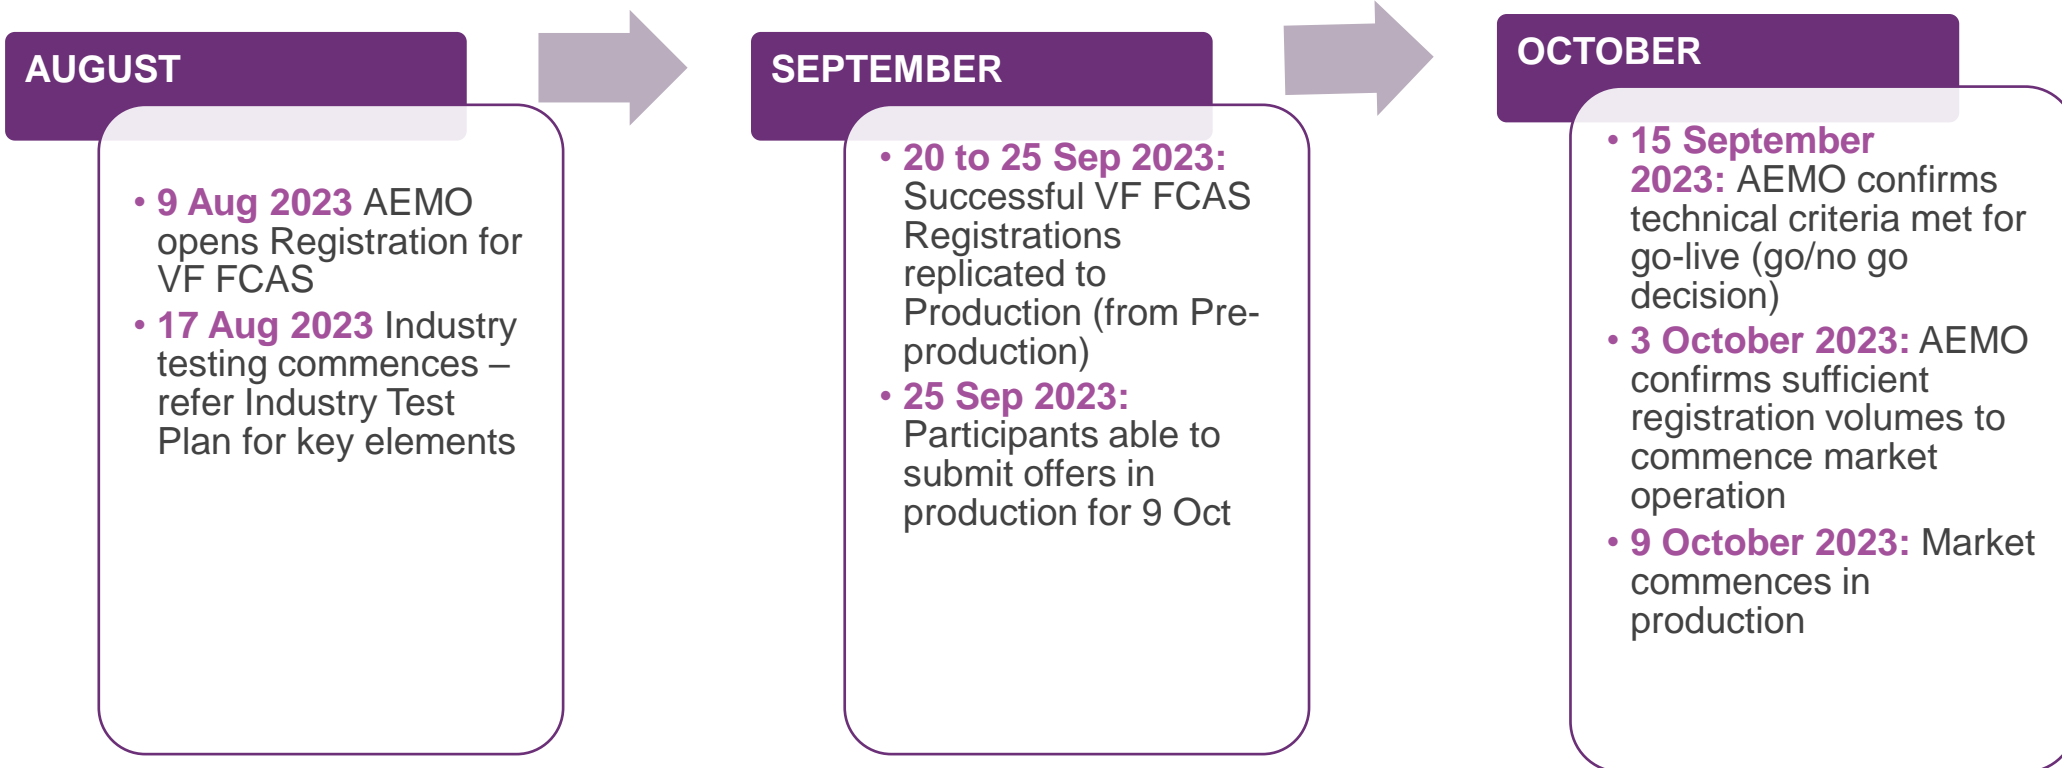 AUGUST
• 9 Aug 2023 AEMO
opens Registration for
VF FCAS
• 17 Aug 2023 Industry
testing commences –
refer Industry Test
Plan for key elements
SEPTEMBER
• 20 to 25 Sep 2023:
Successful VF FCAS
Registrations
replicated to
Production (from Pre-
production)
• 25 Sep 2023:
Participants able to
submit offers in
production for 9 Oct
OCTOBER
• 15 September
2023: AEMO confirms
technical criteria met for
go-live (go/no go
decision)
• 3 October 2023: AEMO
confirms sufficient
registration volumes to
commence market
operation
• 9 October 2023: Market
commences in
production